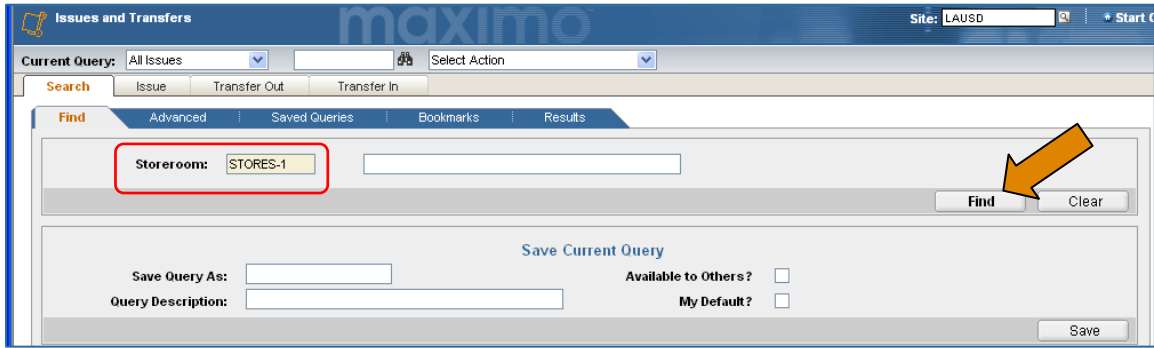 Issues and Transfers maximo Site: LAUSD Start C
Current Query: All Issues Select Action
Search Issue Transfer Out Transfer In
Find Advanced Saved Queries Bookmarks Results
Storeroom: STORES-1
Find Clear
Save Current Query
Save Query As: Available to Others?
Query Description: My Default?
Save